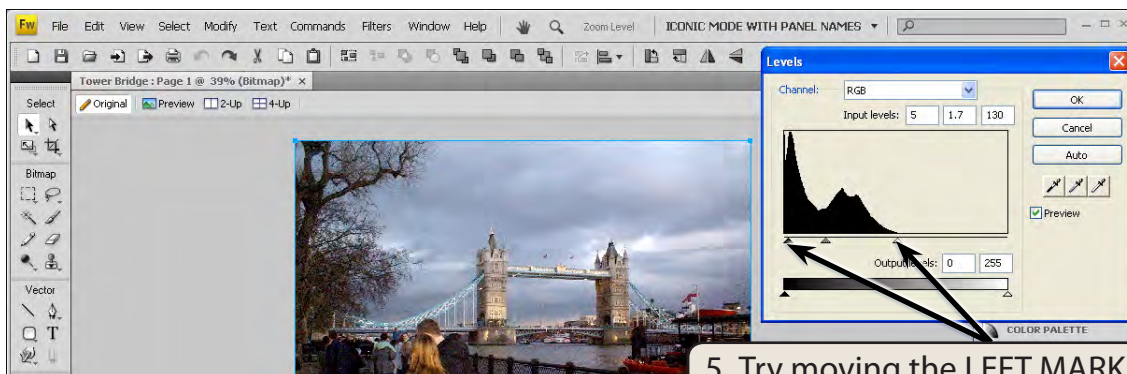 Fw File Edit View Select Modify Text Commands Filters Window Help Zoom Level ICONIC MODE WITH PANEL NAMES
Tower Bridge : Page 1 @ 39% (Bitmap)* ×
Select
Original Preview 2-Up 4-Up
Bitmap
Vector
T
Levels
Channel: RGB
OK
Input levels: 5 1.7 130
Cancel
Auto
Preview
Output 0 255
COLOR PALETTE
5. Try moving the LEFT MARK